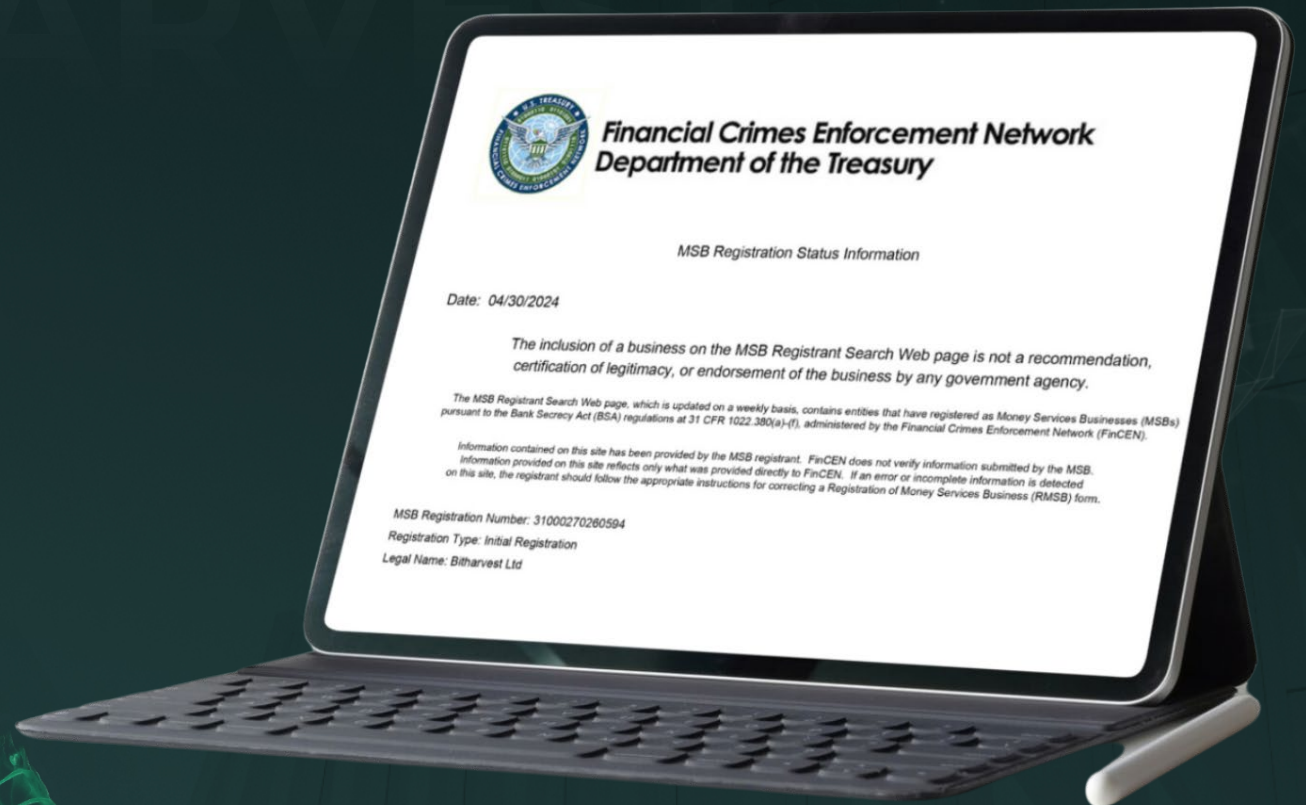 ARVES
U.S. TREASURY
FINANCIAL CRIMES ENFORCEMENT NETWORK
Financial Crimes Enforcement Network
Department of the Treasury
MSB Registration Status Information
Date: 04/30/2024
The inclusion of a business on the MSB Registrant Search Web page is not a recommendation,
certification of legitimacy, or endorsement of the business by any government agency.
The MSB Registrant Search Web page, which is updated on a weekly basis, contains entities that have registered as Money Services Businesses (MSBs)
pursuant to the Bank Secrecy Act (BSA) regulations at 31 CFR 1022.380(a)-(f), administered by the Financial Crimes Enforcement Network (FinCEN).
Information contained on this site has been provided by the MSB registrant. FinCEN does not verify information submitted by the MSB.
Information provided on this site reflects only what was provided directly to FinCEN. If an error or incomplete information is detected
on this site, the registrant should follow the appropriate instructions for correcting a Registration of Money Services Business (RMSB) form.
MSB Registration Number: 31000270260594
Registration Type: Initial Registration
Legal Name: Bitharvest Ltd